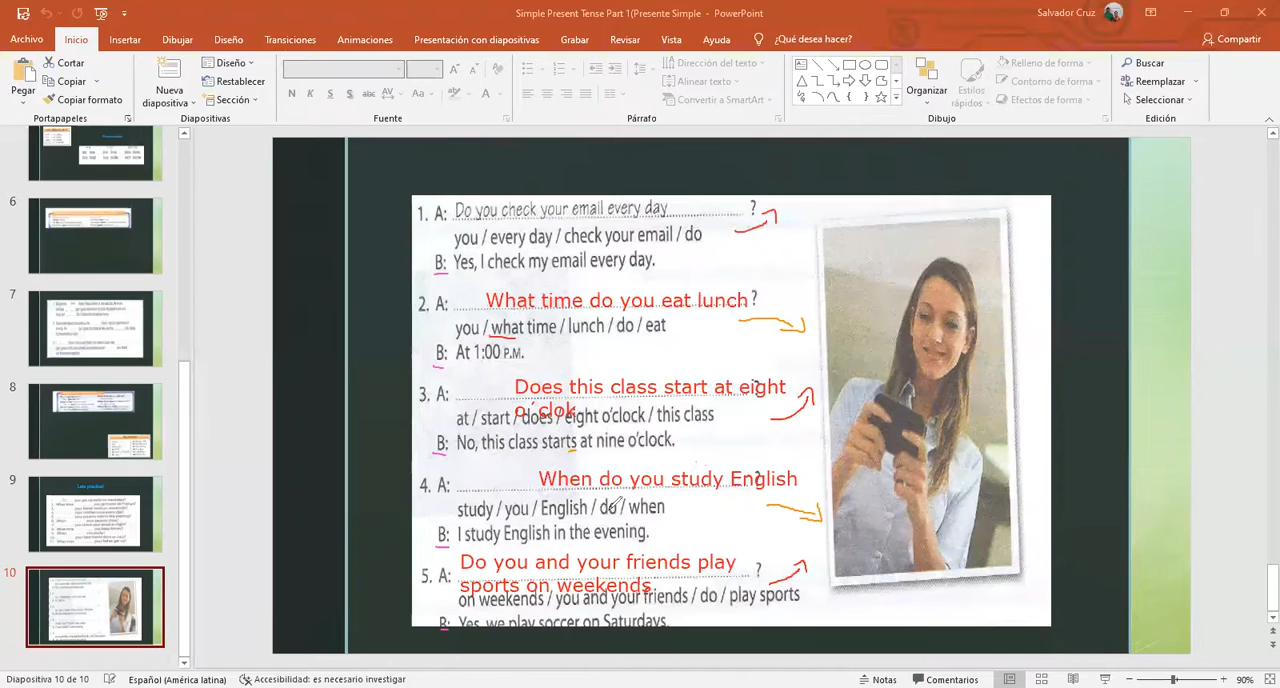 Simple Present Tense Part 1(Presente Simple - PowerPoint
Salvador Cruz
Archivo Inicio Insertar Dibujar Diseño Transiciones Animaciones Presentación con diapositivas Grabar Revisar Vista Ayuda ¿Qué desea hacer? Compartir
Pegar
Cortar
Copiar
Copiar formato
Portapapeles
Nueva diapositiva
Diseño
Restablecer
Sección
Diapositivas
N K S S abc AV Aa A
Fuente
Dirección del texto
Alinear texto
Convertir a SmartArt
Párrafo
Organizar
Estilos rápidos
Relleno de forma
Contorno de forma
Efectos de forma
Dibujo
Buscar
Reemplazar
Seleccionar
Edición
6
7
8
9
10
1. A: Do you check your email every day ?
you / every day / check your email / do
B: Yes, I check my email every day.
2. A: What time do you eat lunch ?
you / what time / lunch / do / eat
B: At 1:00 P.M.
3. A: Does this class start at eight
o´clok
at / start / does / eight o'clock / this class
B: No, this class starts at nine o'clock.
4. A: When do you study English ?
study / you / English / do / when
B: I study English in the evening.
5. A: Do you and your friends play
sports on weekends ?
on weekends / you and your friends / do / play sports
B: Yes, we play soccer on Saturdays.
Diapositiva 10 de 10 Español (América latina) Accesibilidad: es necesario investigar Notas Comentarios 90%